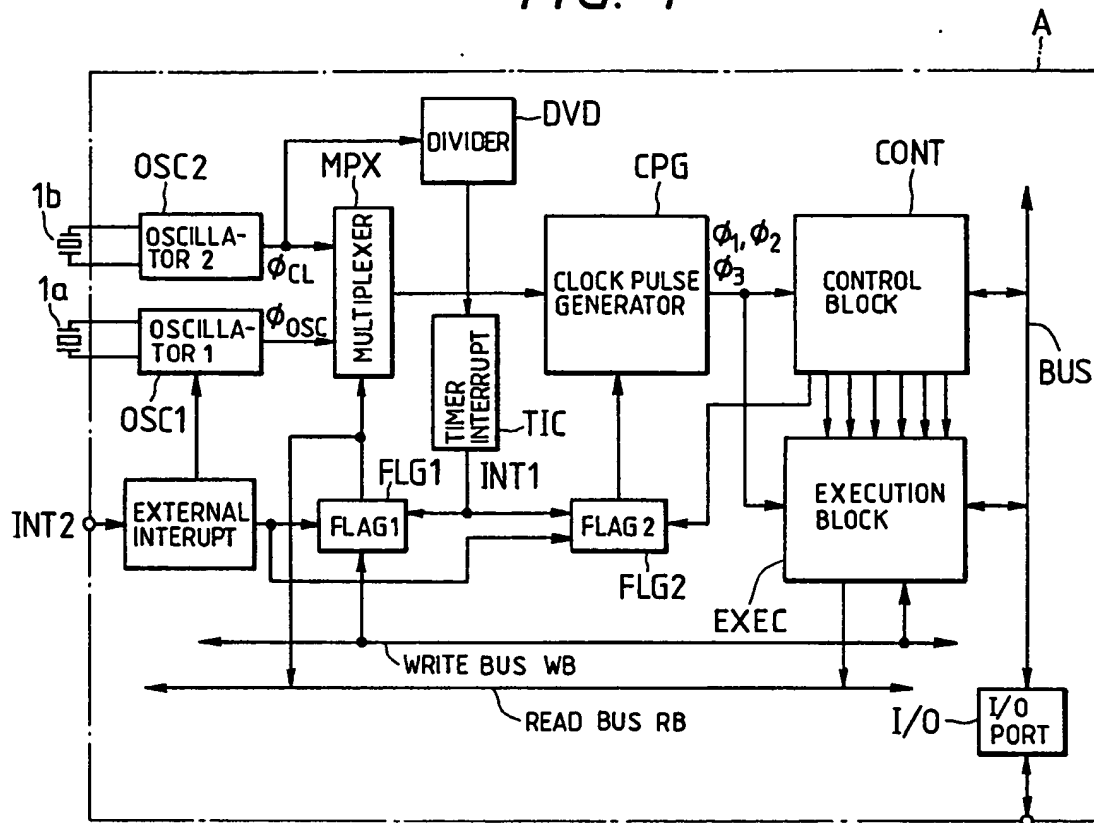 FIG. 1
A
DIVIDER
DVD
OSC2
MPX
CPG
CONT
1b
OSCILLA-
TOR 2
ϕCL
MULTIPLEXER
CLOCK PULSE
GENERATOR
ϕ1, ϕ2
ϕ3
CONTROL
BLOCK
1a
OSCILLA-
TOR 1
ϕOSC
BUS
OSC1
TIMER
INTERRUPT
TIC
FLG1
INT1
INT2
EXTERNAL
INTERUPT
FLAG1
FLAG 2
EXECUTION
BLOCK
FLG2
EXEC
WRITE BUS WB
READ BUS RB
I/O
I/O
PORT